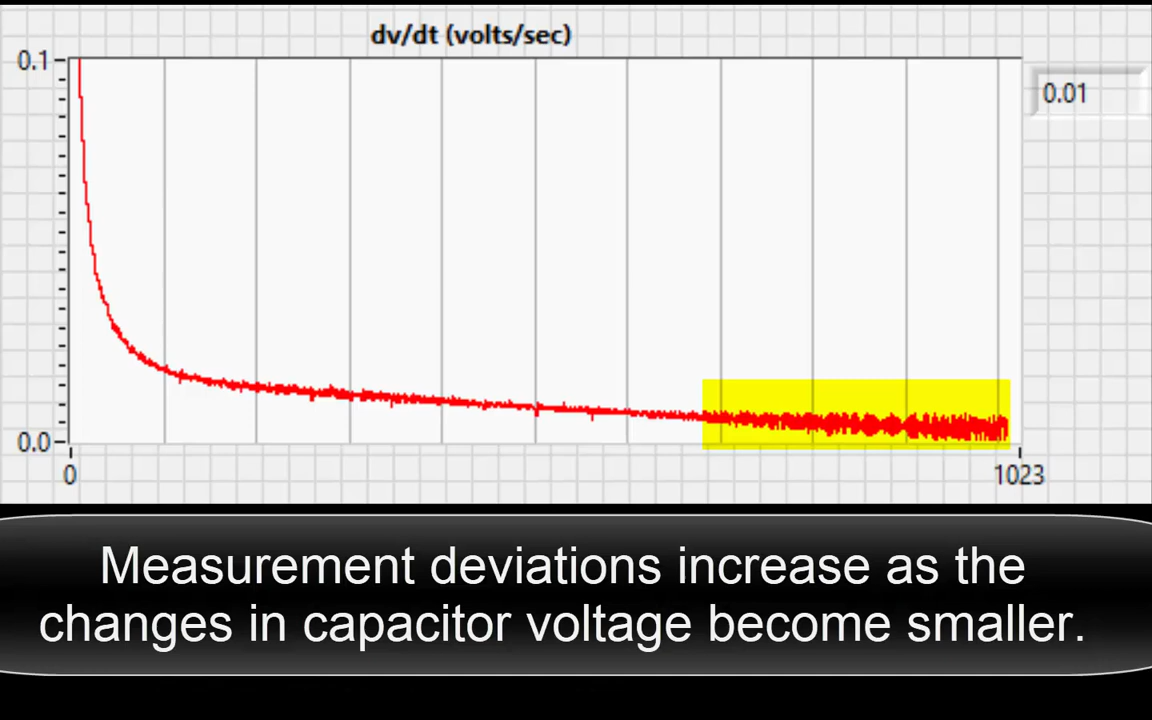 dv/dt (volts/sec)
0.1
0.01
0.0
0
1023
Measurement deviations increase as the
changes in capacitor voltage become smaller.